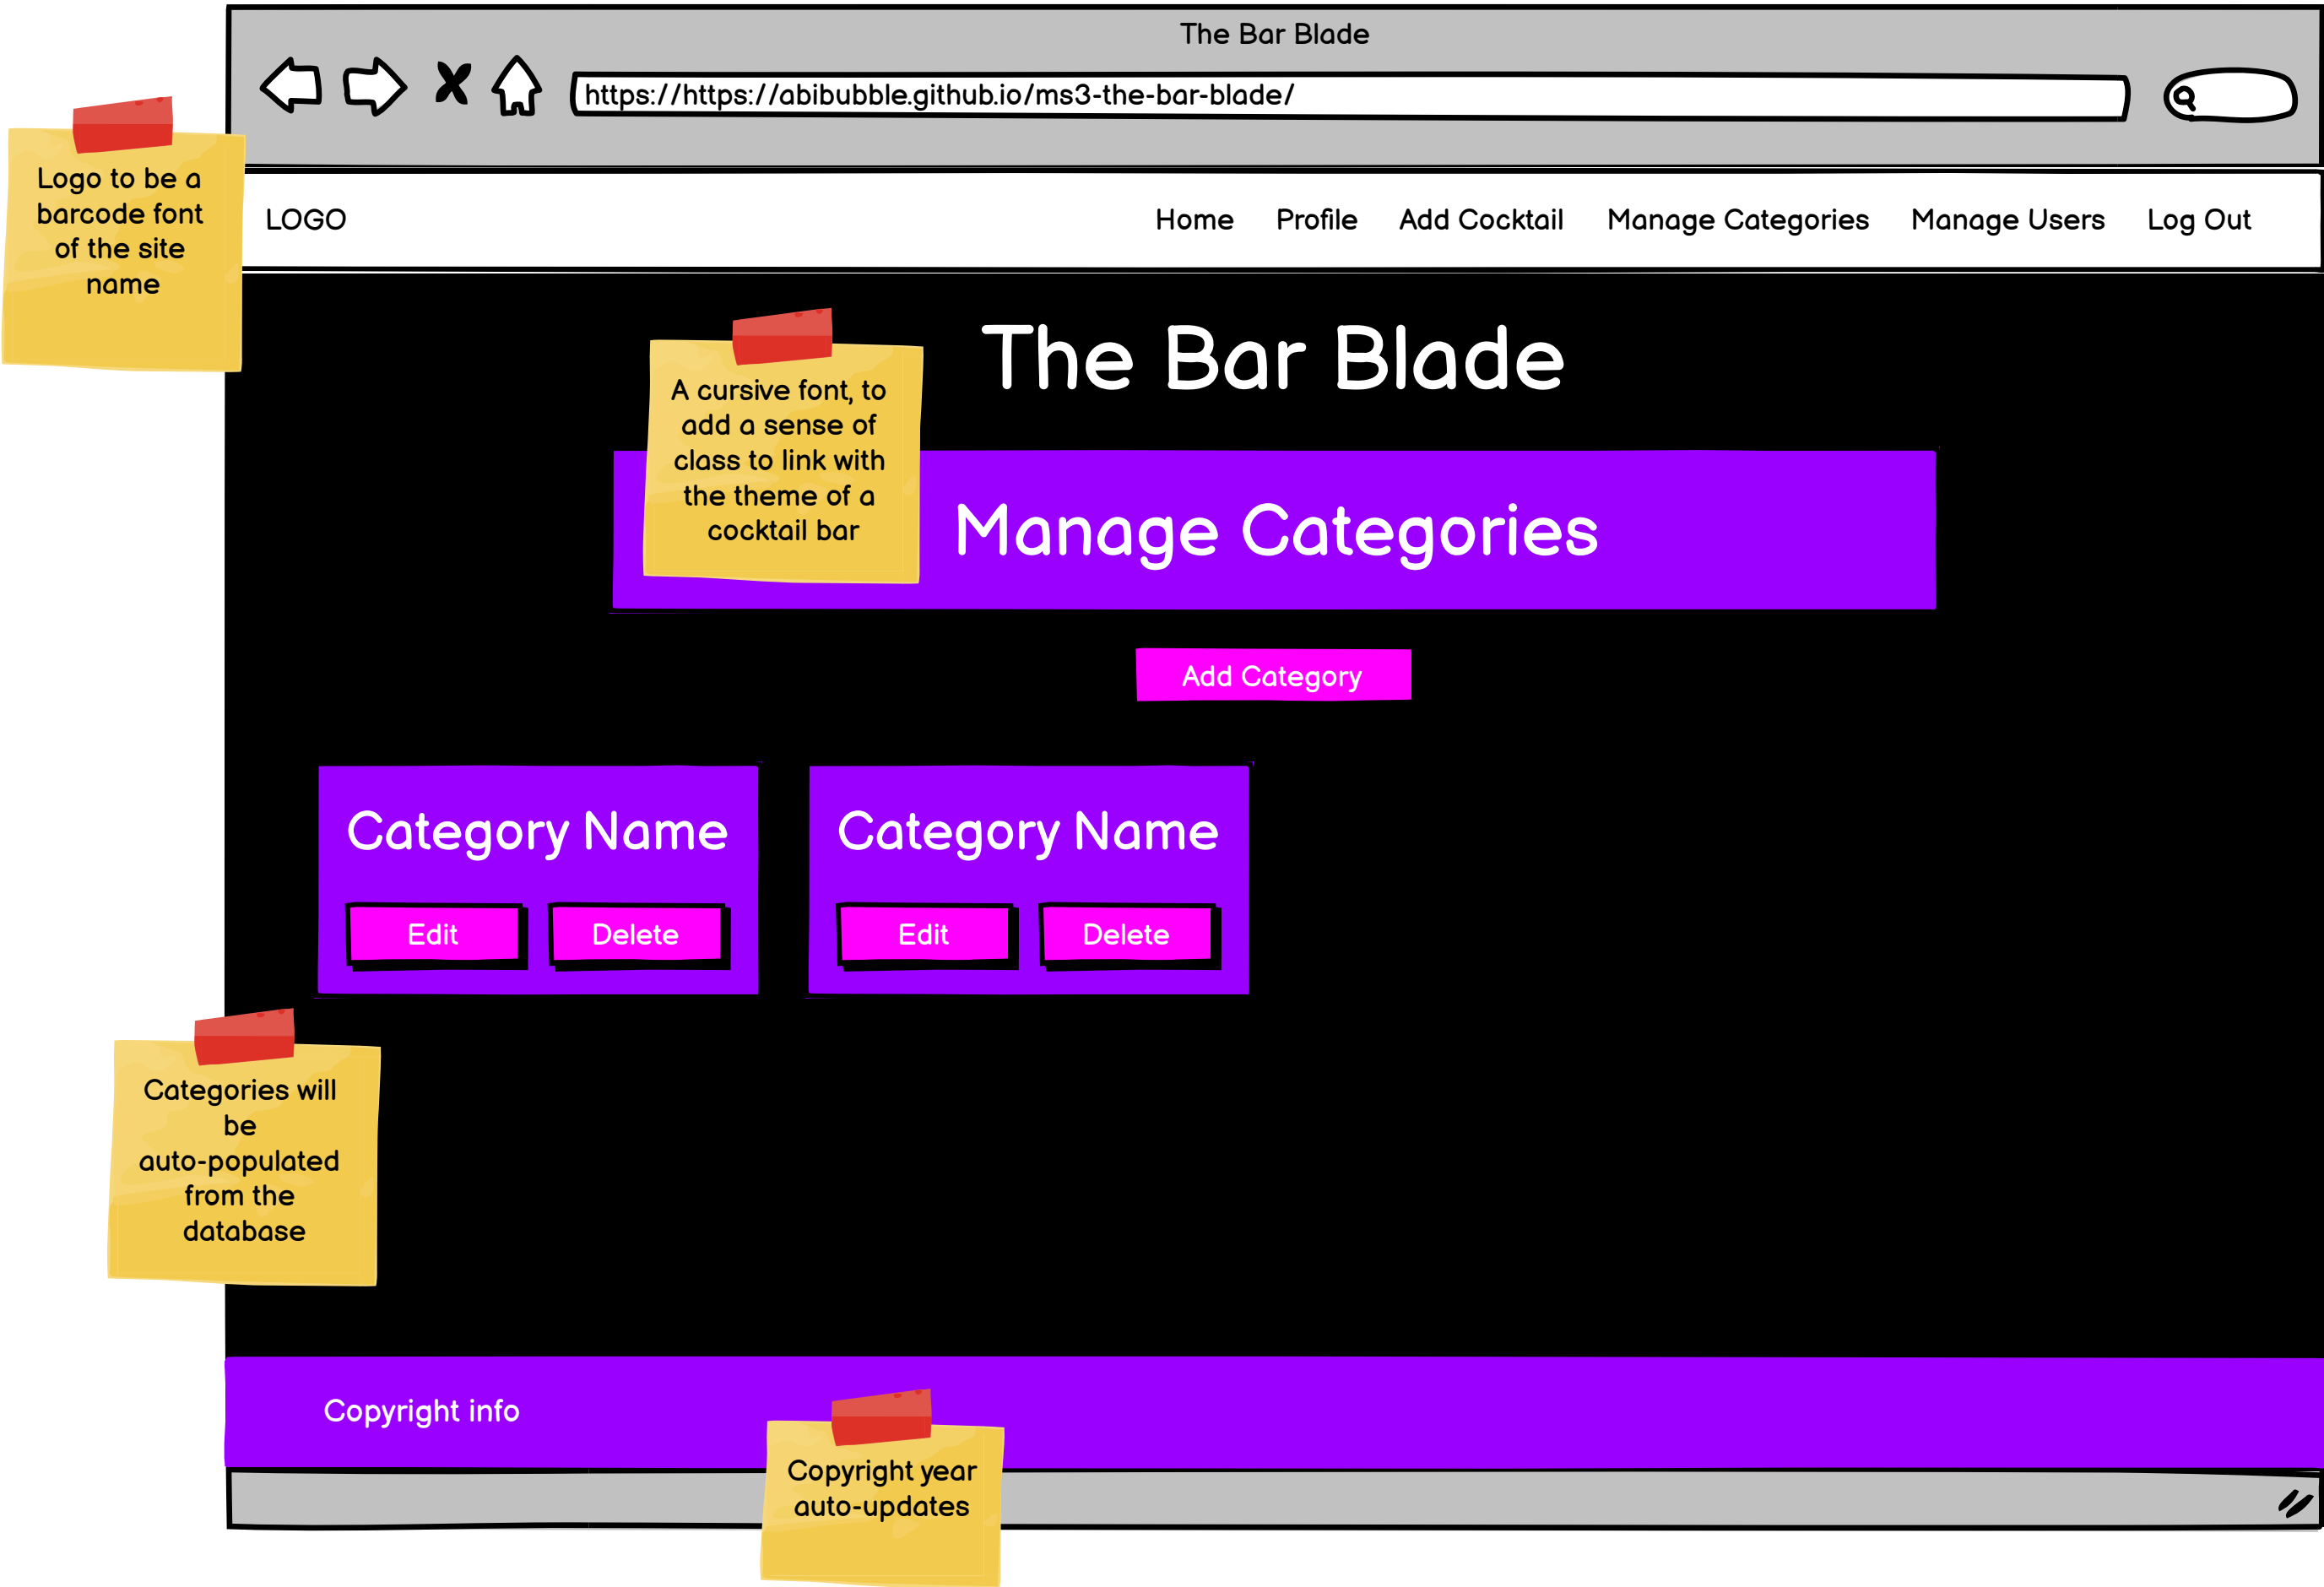 The Bar Blade
https://https://abibubble.github.io/ms3-the-bar-blade/
Logo to be a
barcode font
of the site
name
LOGO
Home Profile Add Cocktail Manage Categories Manage Users Log Out
The Bar Blade
A cursive font, to
add a sense of
class to link with
the theme of a
cocktail bar
Manage Categories
Add Category
Category Name
Edit Delete
Category Name
Edit Delete
Categories will
be
auto-populated
from the
database
Copyright info
Copyright year
auto-updates